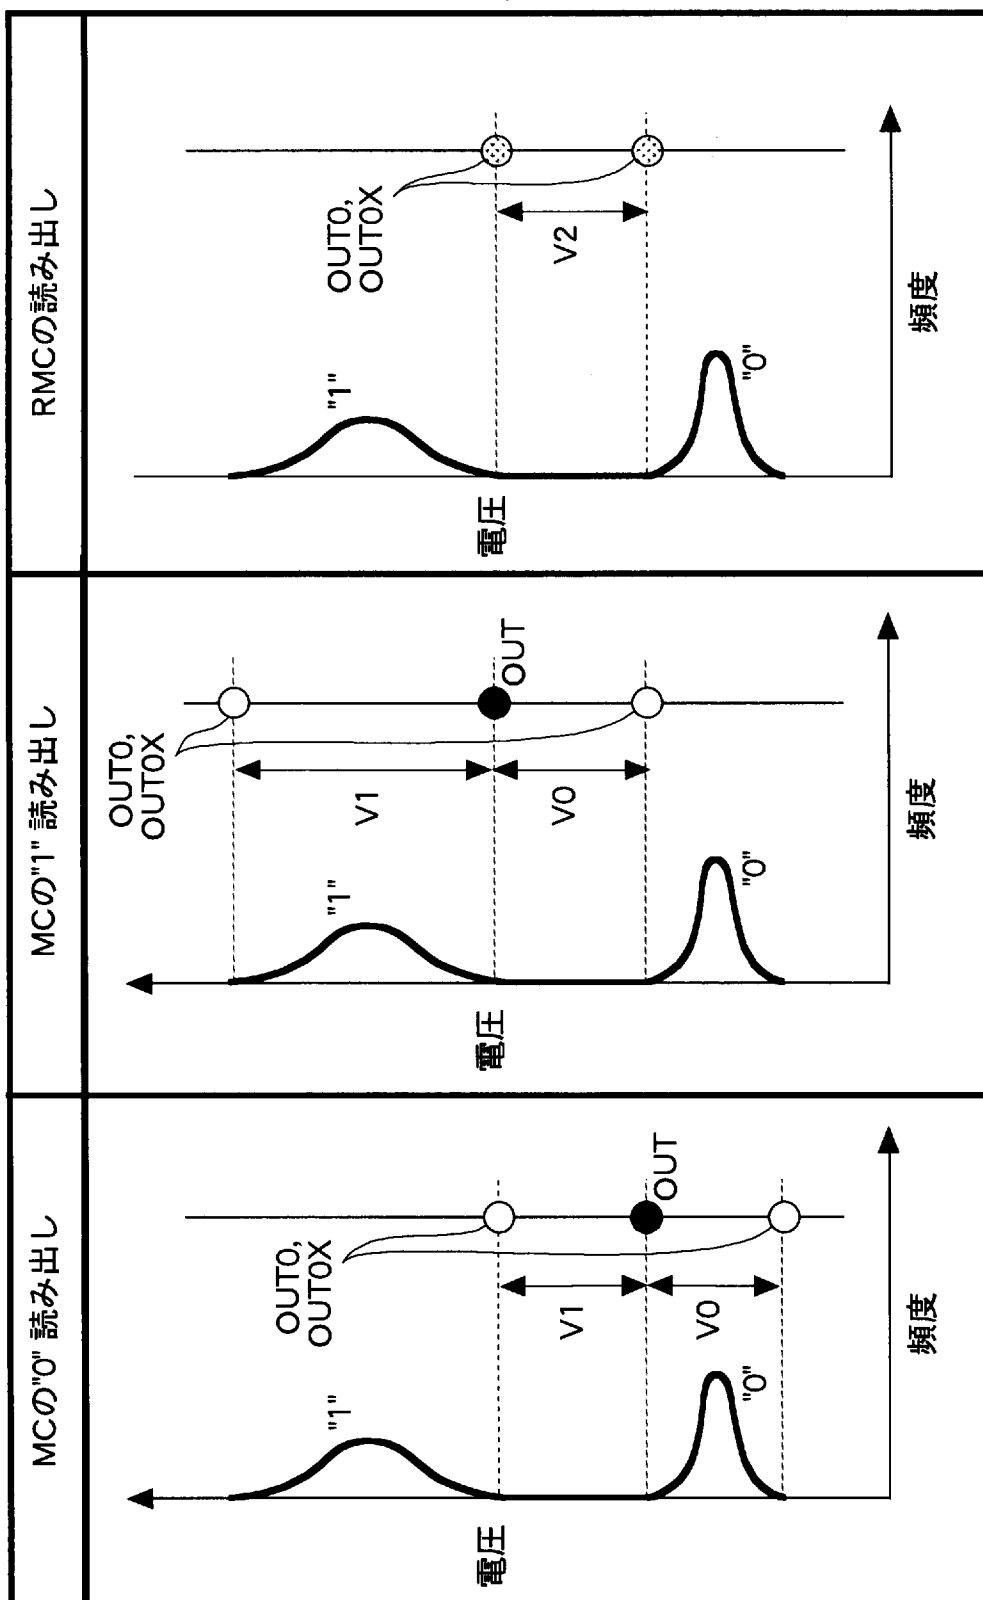 MCの"0" 読み出し
電圧
"1"
"0"
OUT0,
OUT0X
V1
V0
OUT
頻度
MCの"1" 読み出し
電圧
"1"
"0"
OUT0,
OUT0X
V1
V0
OUT
頻度
RMCの読み出し
電圧
"1"
"0"
OUT0,
OUT0X
V2
頻度